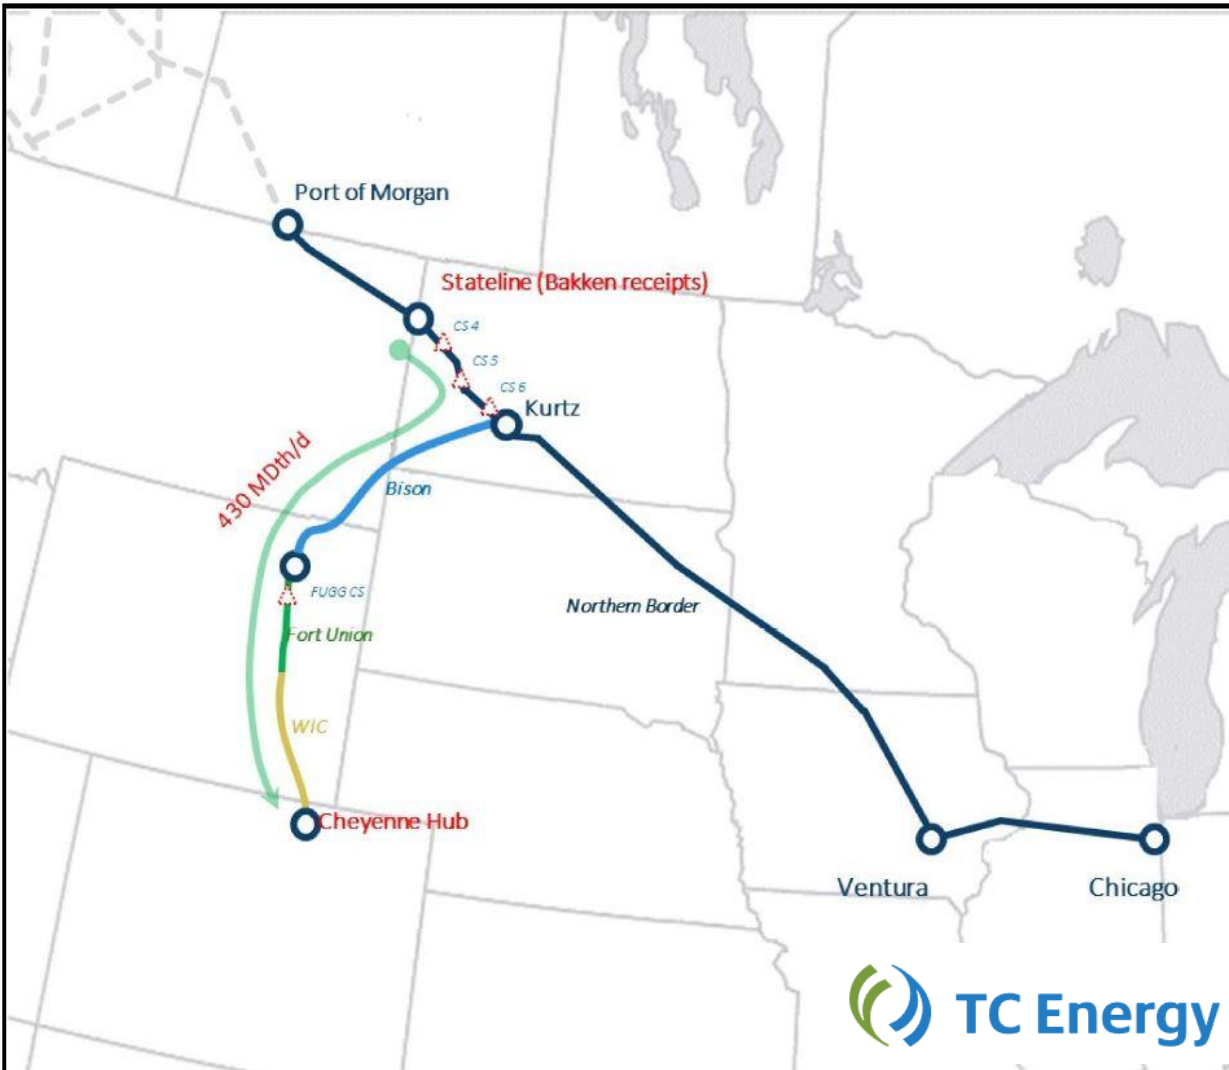 Port of Morgan
Stateline (Bakken receipts)
CS 4
CS 5
CS 6
Kurtz
430 MDth/d
Bison
FUGG CS
Northern Border
Fort Union
WIC
Cheyenne Hub
Ventura
Chicago
TC Energy